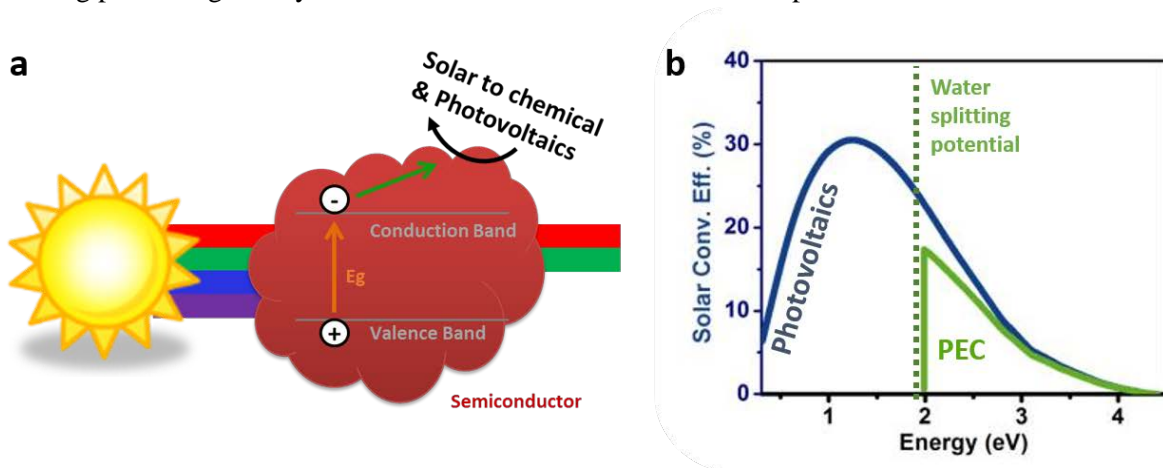 a
Solar to chemical
& Photovoltaics
-
Conduction Band
Eg
+
Valence Band
Semiconductor
b
Solar Conv. Eff. (%)
40
30
20
10
0
Photovoltaics
Water
splitting
potential
PEC
1 2 3 4
Energy (eV)